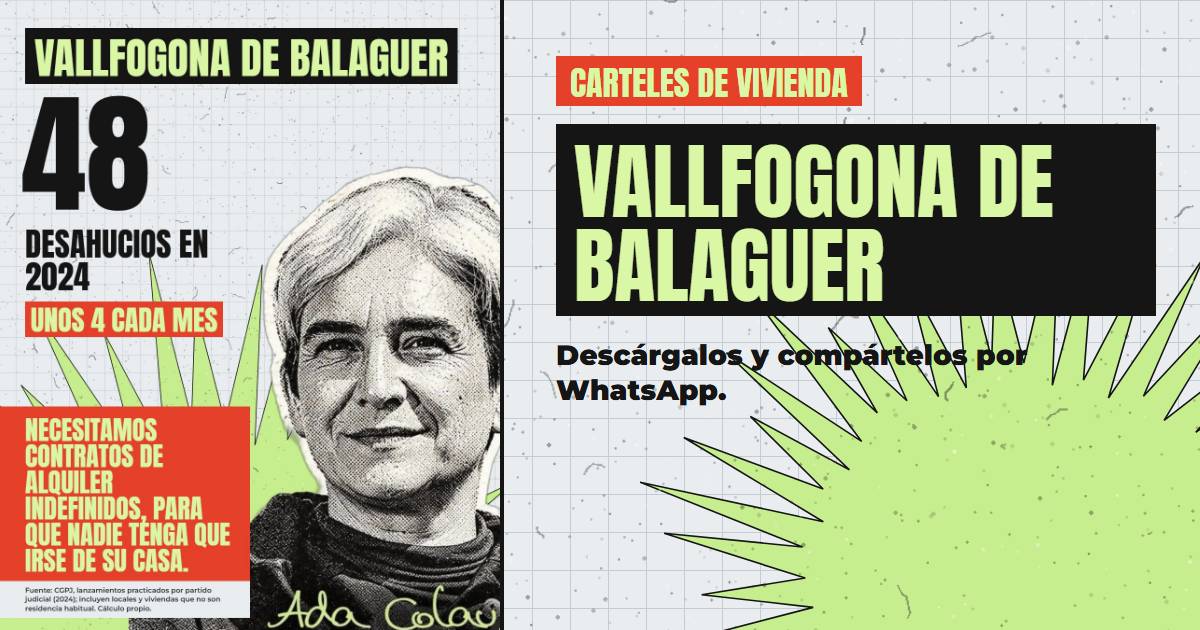 VALLFOGONA DE BALAGUER
48
DESAHUCIOS EN
2024
UNOS 4 CADA MES
NECESITAMOS
CONTRATOS DE
ALQUILER
INDEFINIDOS, PARA
QUE NADIE TENGA QUE
IRSE DE SU CASA.
Fuente: CGPJ, lanzamientos practicados por partido
judicial (2024); incluyen locales y viviendas que no son
residencia habitual. Cálculo propio.
Ada Colau
CARTELES DE VIVIENDA
VALLFOGONA DE
BALAGUER
Descárgalos y compártelos por
WhatsApp.